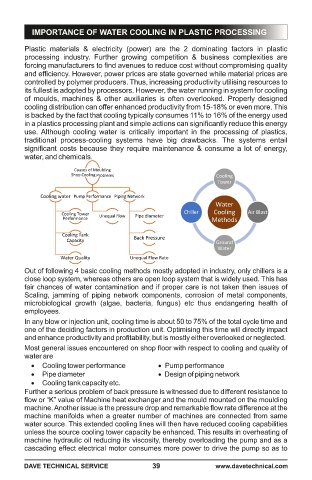 IMPORTANCE OF WATER COOLING IN PLASTIC PROCESSING
Plastic materials & electricity (power) are the 2 dominating factors in plastic
processing industry. Further growing competition & business complexities are
forcing manufacturers to find avenues to reduce cost without compromising quality
and efficiency. However, power prices are state governed while material prices are
controlled by polymer producers. Thus, increasing productivity utilising resources to
its fullest is adopted by processors. However, the water running in system for cooling
of moulds, machines & other auxiliaries is often overlooked. Properly designed
cooling distribution can offer enhanced productivity from 15-18% or even more. This
is backed by the fact that cooling typically consumes 11% to 16% of the energy used
in a plastics processing plant and simple actions can significantly reduce this energy
use. Although cooling water is critically important in the processing of plastics,
traditional process-cooling systems have big drawbacks. The systems entail
significant costs because they require maintenance & consume a lot of energy,
water, and chemicals.
Causes of Moulding
Shop Cooling Problems
Cooling water
Pump Performance
Piping Network
Cooling Tower
Performance
Unequal flow
Pipe diameter
Cooling Tank
Capacity
Back Pressure
Water Quality
Unequal Flow Rate
Cooling
Tower
Chiller
Water
Cooling
Methods
Air Blast
Ground
Water
Out of following 4 basic cooling methods mostly adopted in industry, only chillers is a
close loop system, whereas others are open loop system that is widely used. This has
fair chances of water contamination and if proper care is not taken then issues of
Scaling, jamming of piping network components, corrosion of metal components,
microbiological growth (algae, bacteria, fungus) etc thus endangering health of
employees.
In any blow or injection unit, cooling time is about 50 to 75% of the total cycle time and
one of the deciding factors in production unit. Optimising this time will directly impact
and enhance productivity and profitability, but is mostly either overlooked or neglected.
Most general issues encountered on shop floor with respect to cooling and quality of
water are
• Cooling tower performance • Pump performance
• Pipe diameter • Design of piping network
• Cooling tank capacity etc.
Further a serious problem of back pressure is witnessed due to different resistance to
flow or "K" value of Machine heat exchanger and the mould mounted on the moulding
machine. Another issue is the pressure drop and remarkable flow rate difference at the
machine manifolds when a greater number of machines are connected from same
water source. This extended cooling lines will then have reduced cooling capabilities
unless the source cooling tower capacity be enhanced. This results in overheating of
machine hydraulic oil reducing its viscosity, thereby overloading the pump and as a
cascading effect electrical motor consumes more power to drive the pump so as to
DAVE TECHNICAL SERVICE 39 www.davetechnical.com